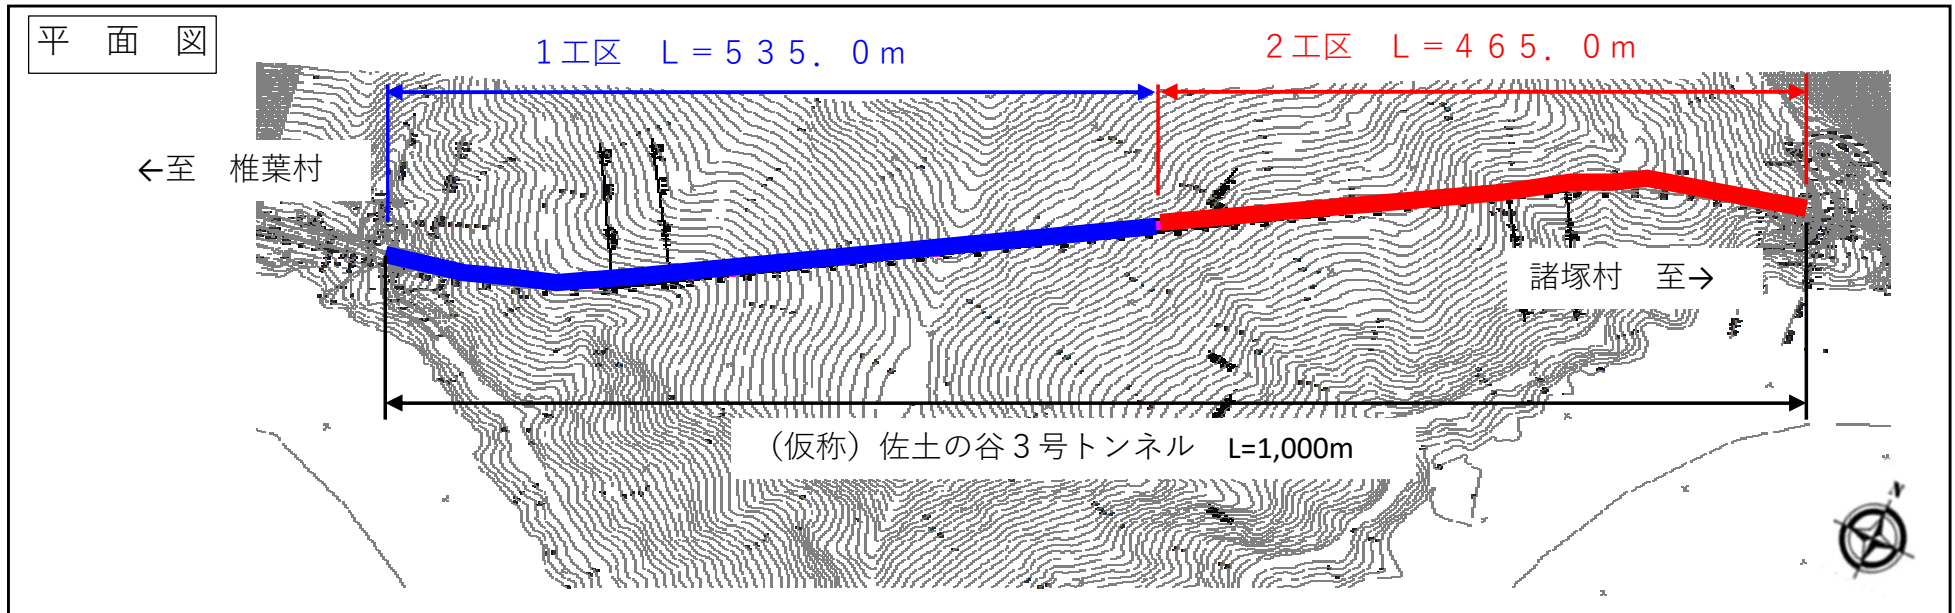 平　面　図
１工区　Ｌ＝５３５．０ｍ
２工区　Ｌ＝４６５．０ｍ
←至　椎葉村
諸塚村　至→
（仮称）佐土の谷３号トンネル　L=1,000m
N